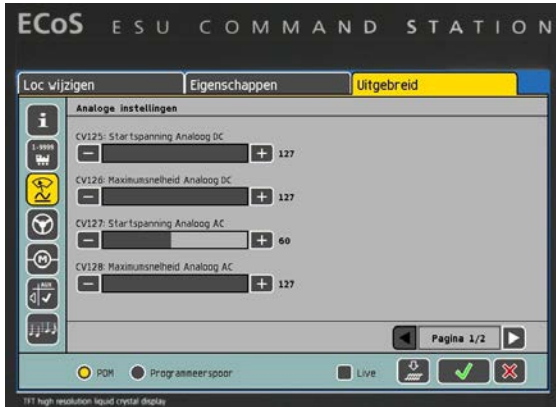 ECoS ESU COMMAND STATION
Loc wijzigen Eigenschappen Uitgebreid
Analoge instellingen
CV125: Startspanning Analoog DC
127
CV126: Maximumsnelheid Analoog DC
127
CV127: Startspanning Analoog AC
60
CV128: Maximumsnelheid Analoog AC
127
i
1-9999
M
AUX
Pagina 1/2
POM Programmeerspoor Live
TFT high resolution liquid crystal display